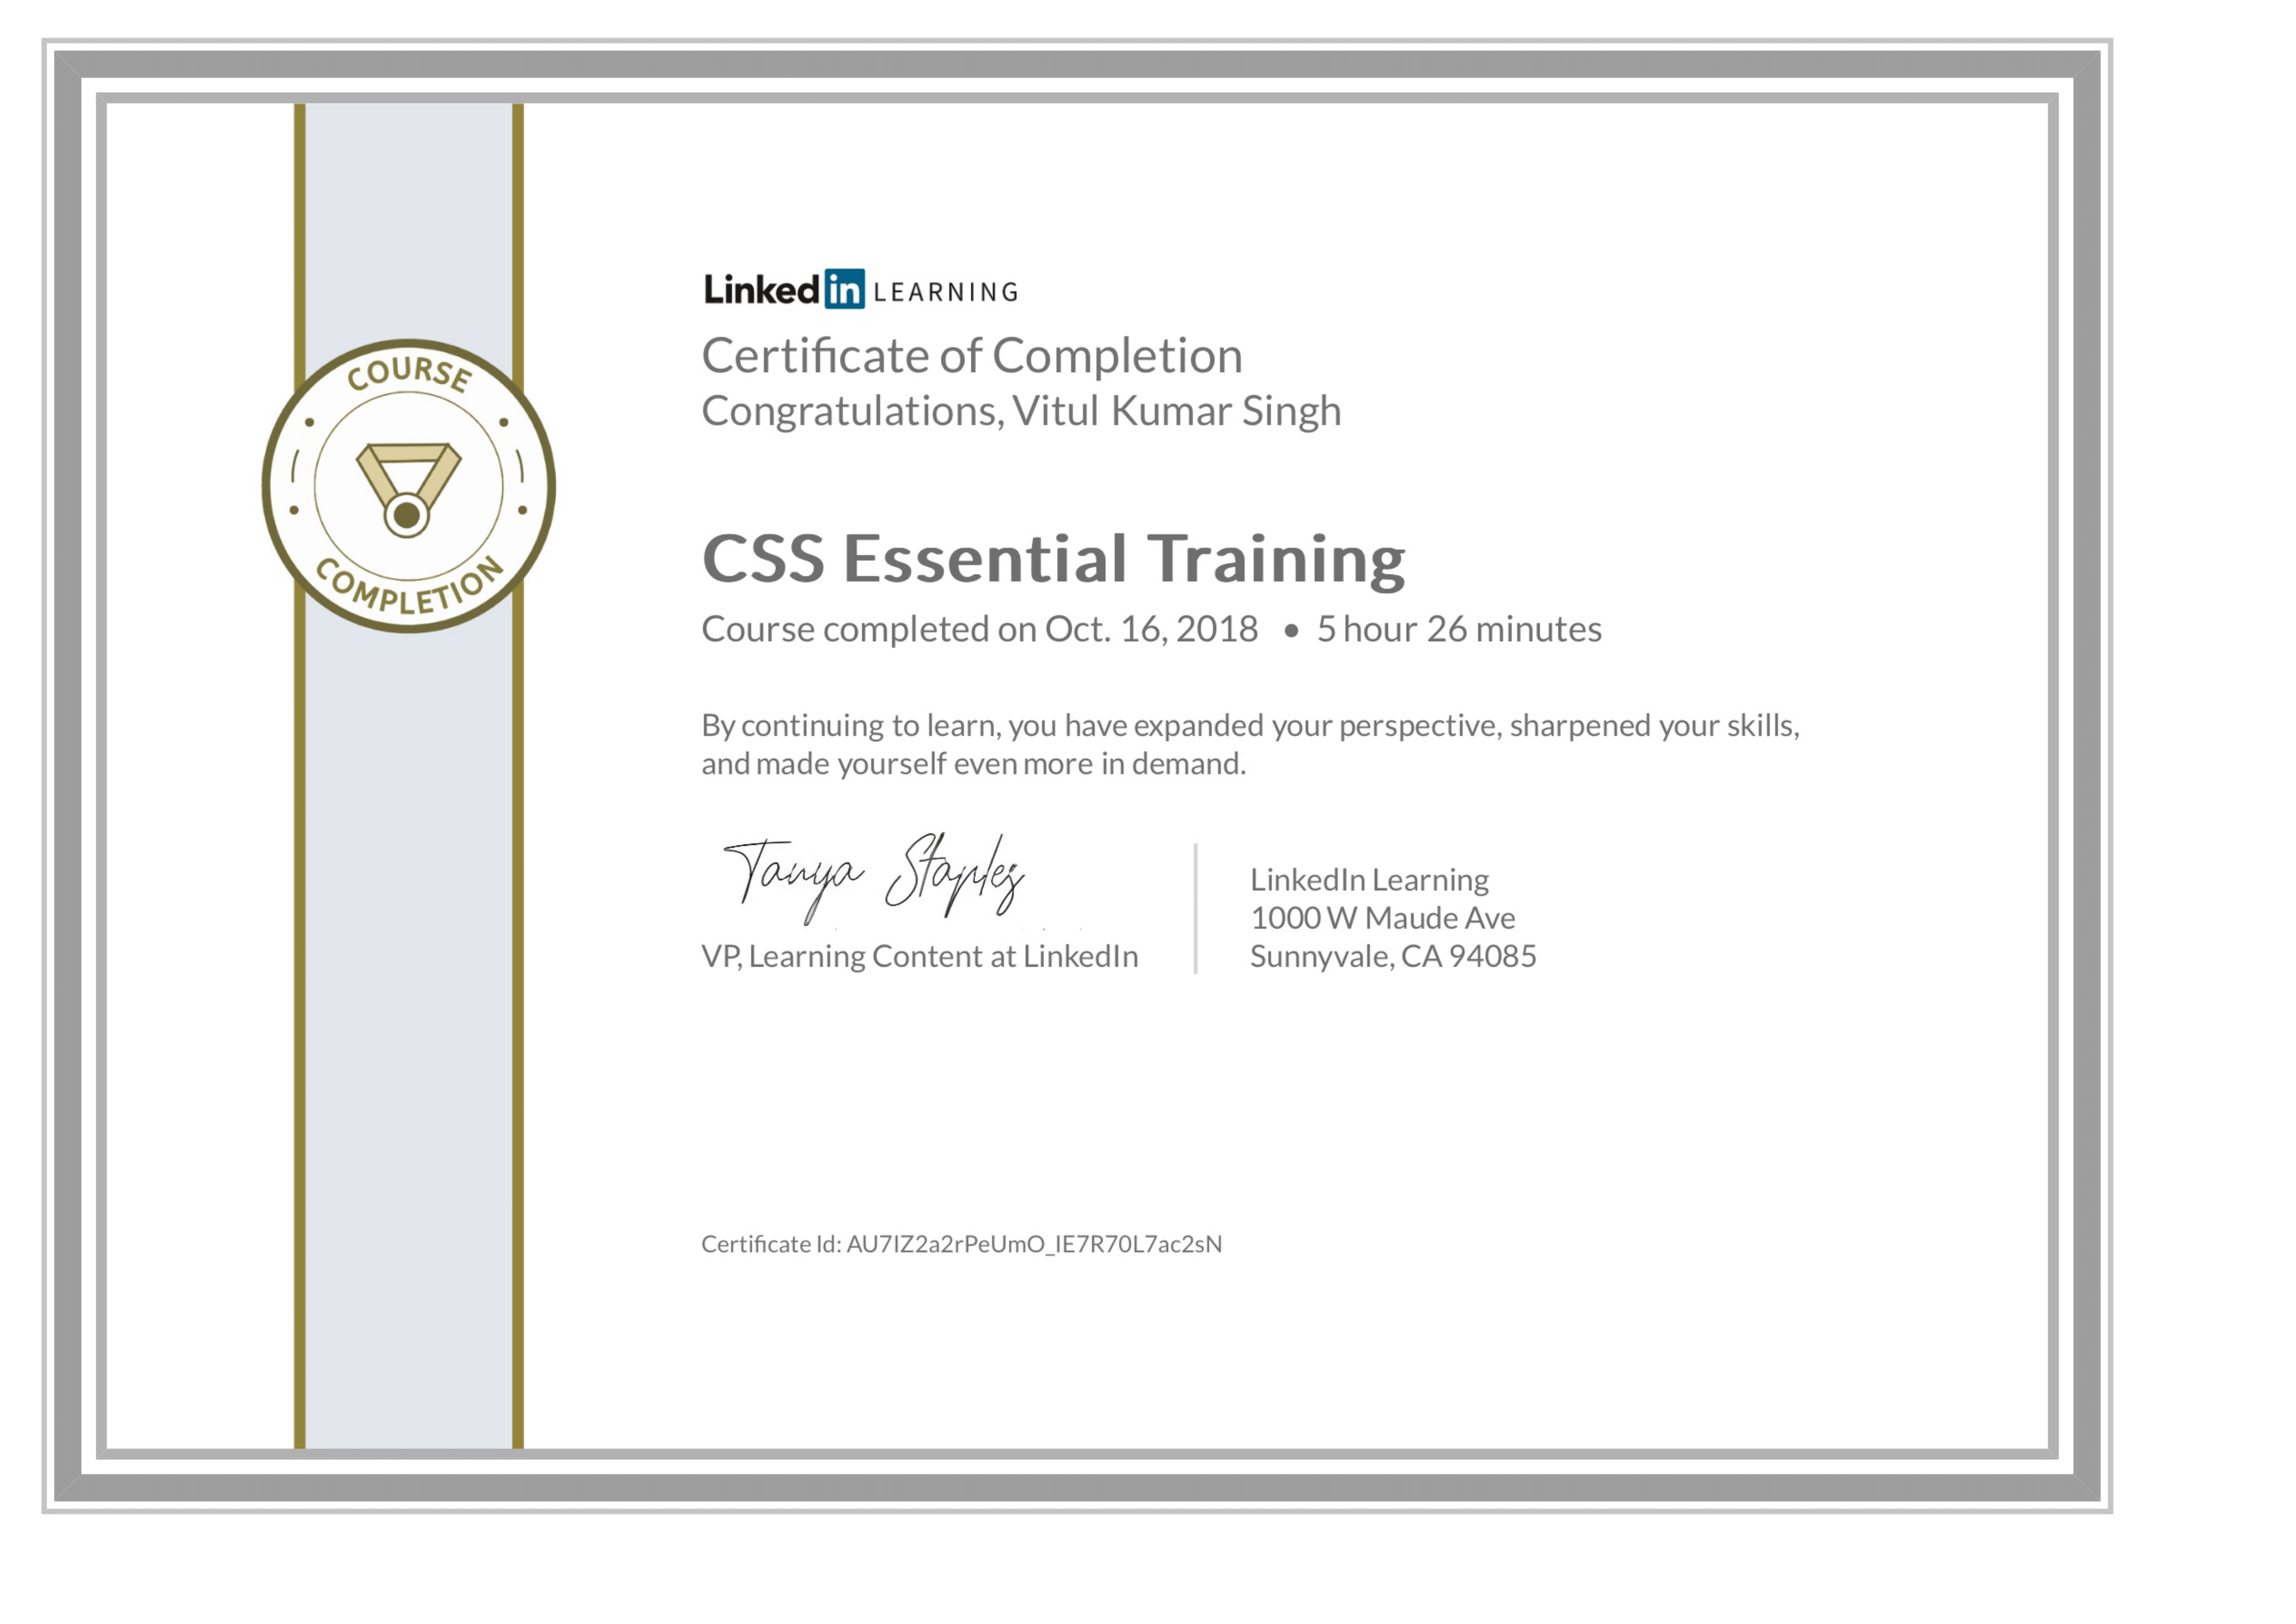 LinkedIn LEARNING
Certificate of Completion
Congratulations, Vitul Kumar Singh
COURSE
COMPLETION
CSS Essential Training
Course completed on Oct. 16, 2018 • 5 hour 26 minutes
By continuing to learn, you have expanded your perspective, sharpened your skills,
and made yourself even more in demand.
Tanya Staples
VP, Learning Content at LinkedIn
LinkedIn Learning
1000 W Maude Ave
Sunnyvale, CA 94085
Certificate Id: AU7IZ2a2rPeUmO_IE7R70L7ac2sN